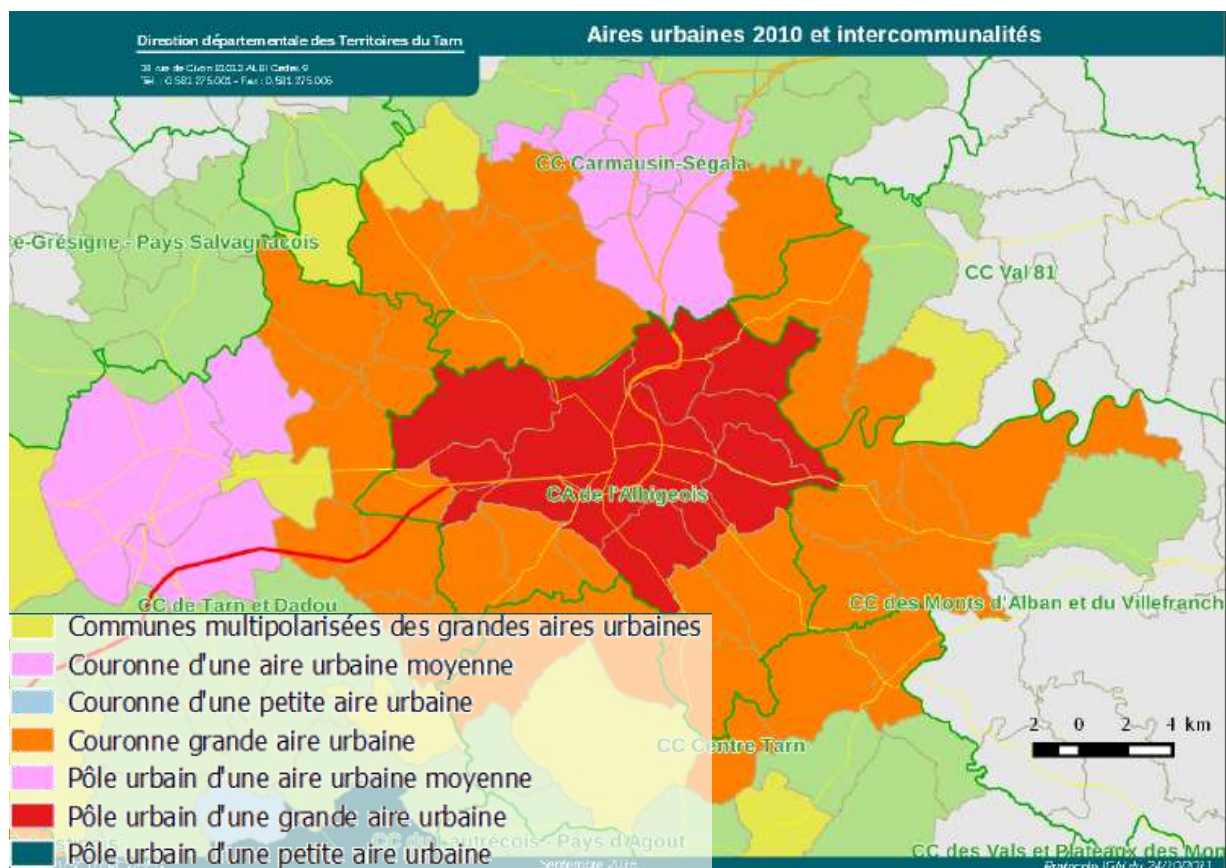 Direction départementale des Territoires du Tarn
Aires urbaines 2010 et intercommunalités
CC Carmausin-Ségala
e-Grésigne - Pays Salvagnacois
CC Val 81
CA de l'Albigeois
CC de Tarn et Dadou
CC des Monts d'Alban et du Villefranch
Communes multipolarisées des grandes aires urbaines
Couronne d'une aire urbaine moyenne
Couronne d'une petite aire urbaine
Couronne grande aire urbaine
2 0 2 4 km
CC Centre Tarn
Pôle urbain d'une aire urbaine moyenne
Pôle urbain d'une grande aire urbaine
CC du Lautrécois - Pays d'Agout
Pôle urbain d'une petite aire urbaine
CC des Vals et Plateaux des Mon
Septembre 2016